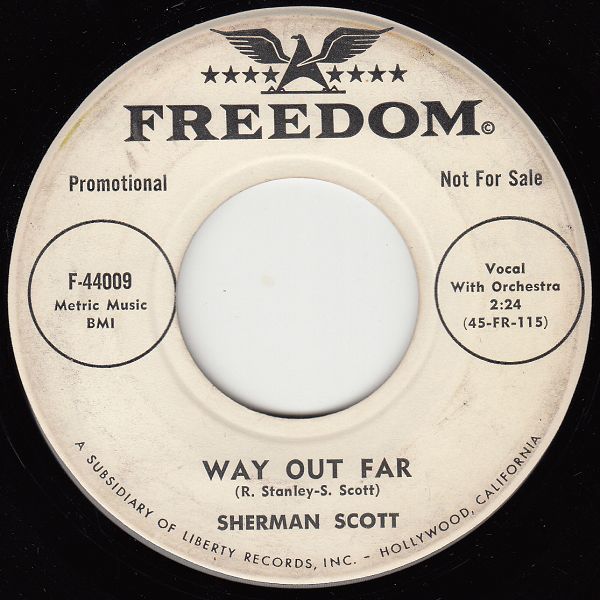 FREEDOM©
Promotional
Not For Sale
F-44009
Metric Music
BMI
Vocal
With Orchestra
2:24
(45-FR-115)
WAY OUT FAR
(R. Stanley-S. Scott)
SHERMAN SCOTT
A SUBSIDIARY OF LIBERTY RECORDS, INC. – HOLLYWOOD, CALIFORNIA